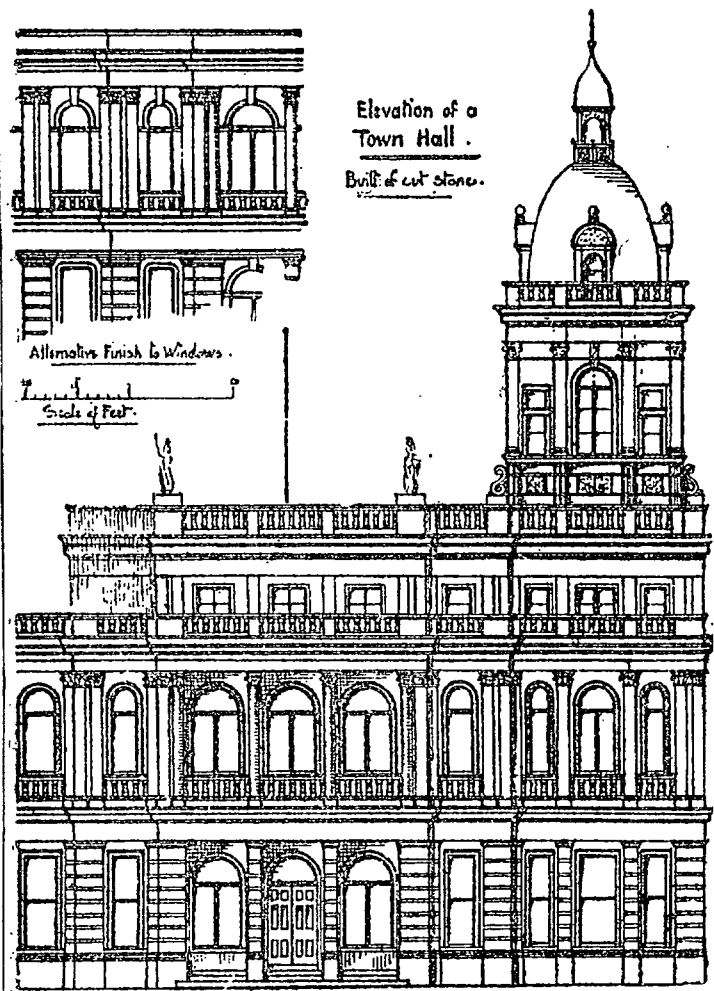 Elevation of a
Town Hall.
Built of cut stone.
Alternative Finish to Windows.
Scale of Feet.